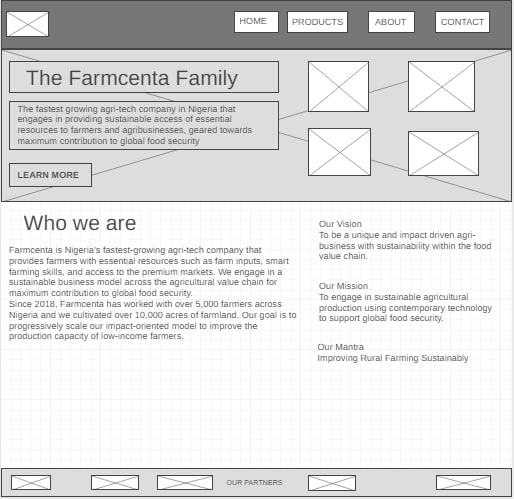 HOME
PRODUCTS
ABOUT
CONTACT
The Farmcenta Family
The fastest growing agri-tech company in Nigeria that
engages in providing sustainable access of essential
resources to farmers and agribusinesses, geared towards
maximum contribution to global food security
LEARN MORE
Who we are
Farmcenta is Nigeria's fastest-growing agri-tech company that
provides farmers with essential resources such as farm inputs, smart
farming skills, and access to the premium markets. We engage in a
sustainable business model across the agricultural value chain for
maximum contribution to global food security.
Since 2018, Farmcenta has worked with over 5,000 farmers across
Nigeria and we cultivated over 10,000 acres of farmland. Our goal is to
progressively scale our impact-oriented model to improve the
production capacity of low-income farmers.
Our Vision
To be a unique and impact driven agri-
business with sustainability within the food
value chain.
Our Mission
To engage in sustainable agricultural
production using contemporary technology
to support global food security.
Our Mantra
Improving Rural Farming Sustainably
OUR PARTNERS